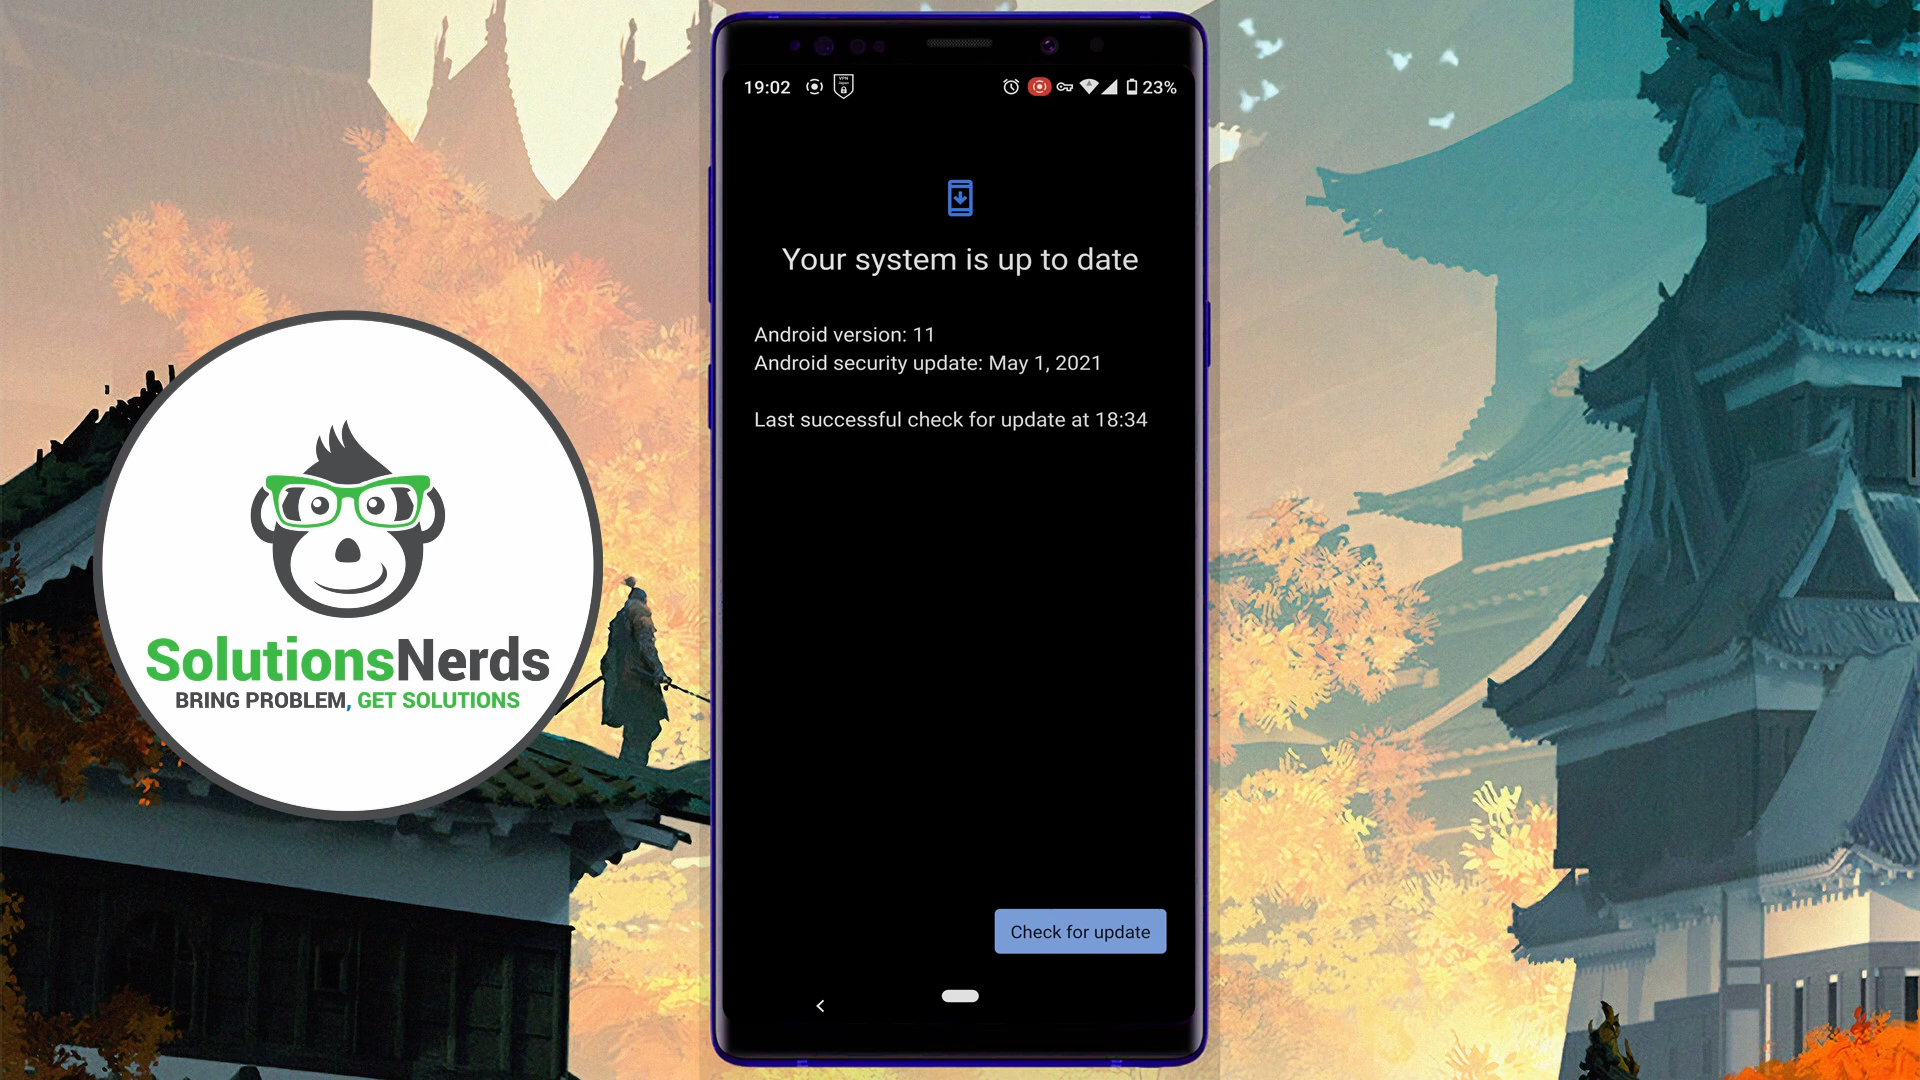 19:02
23%
Your system is up to date
Android version: 11
Android security update: May 1, 2021
Last successful check for update at 18:34
SolutionsNerds
BRING PROBLEM, GET SOLUTIONS
Check for update